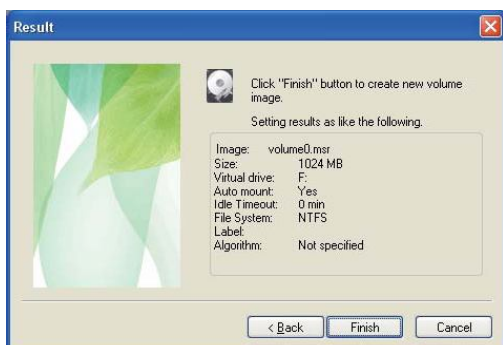 Result
Click "Finish" button to create new volume
image.
Setting results as like the following.
Image: volume0.msr
Size: 1024 MB
Virtual drive: F:
Auto mount: Yes
Idle Timeout: 0 min
File System: NTFS
Label:
Algorithm: Not specified
< Back Finish Cancel